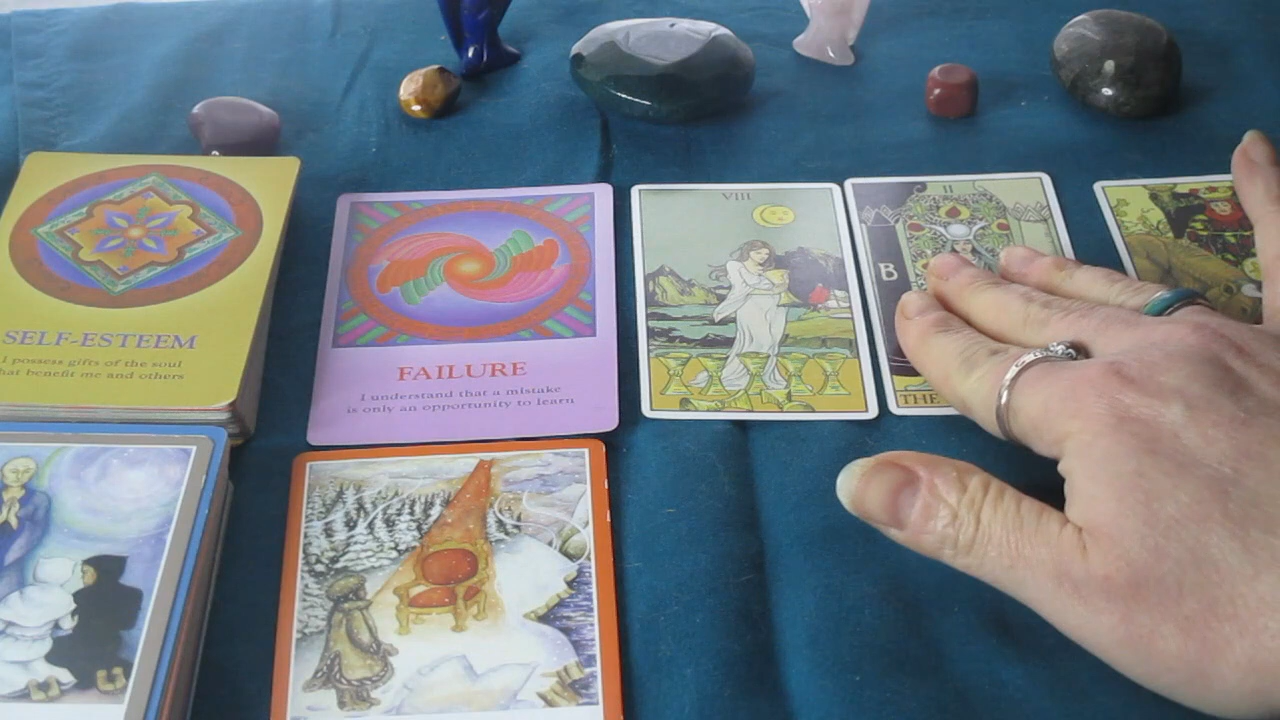 SELF-ESTEEM
I possess gifts of the soul
that benefit me and others
FAILURE
I understand that a mistake
is only an opportunity to learn
VIII
II
B
THE